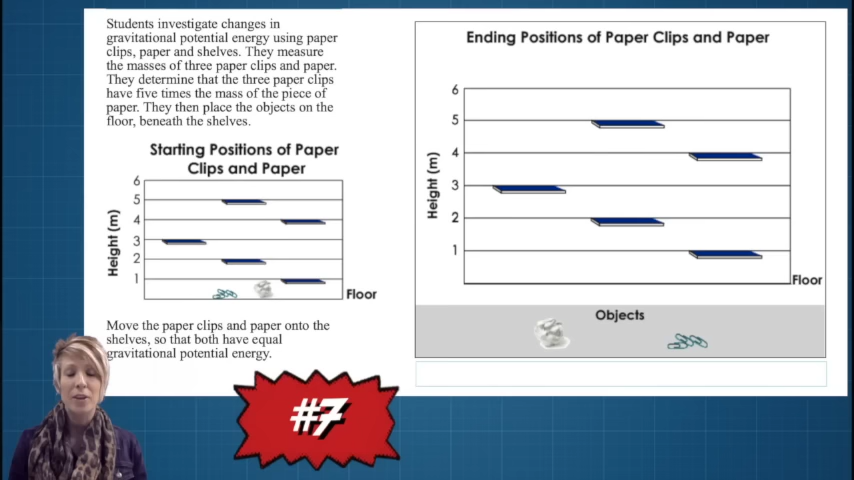 Students investigate changes in
gravitational potential energy using paper
clips, paper and shelves. They measure
the masses of three paper clips and paper.
They determine that the three paper clips
have five times the mass of the piece of
paper. They then place the objects on the
floor, beneath the shelves.
Starting Positions of Paper
Clips and Paper
Height (m)
6
5
4
3
2
1
Floor
Move the paper clips and paper onto the
shelves, so that both have equal
gravitational potential energy.
Ending Positions of Paper Clips and Paper
Height (m)
6
5
4
3
2
1
Floor
Objects
#7